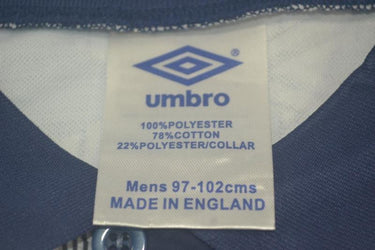 umbro
100%POLYESTER
78%COTTON
22%POLYESTER/COLLAR
Mens 97-102cms
MADE IN ENGLAND